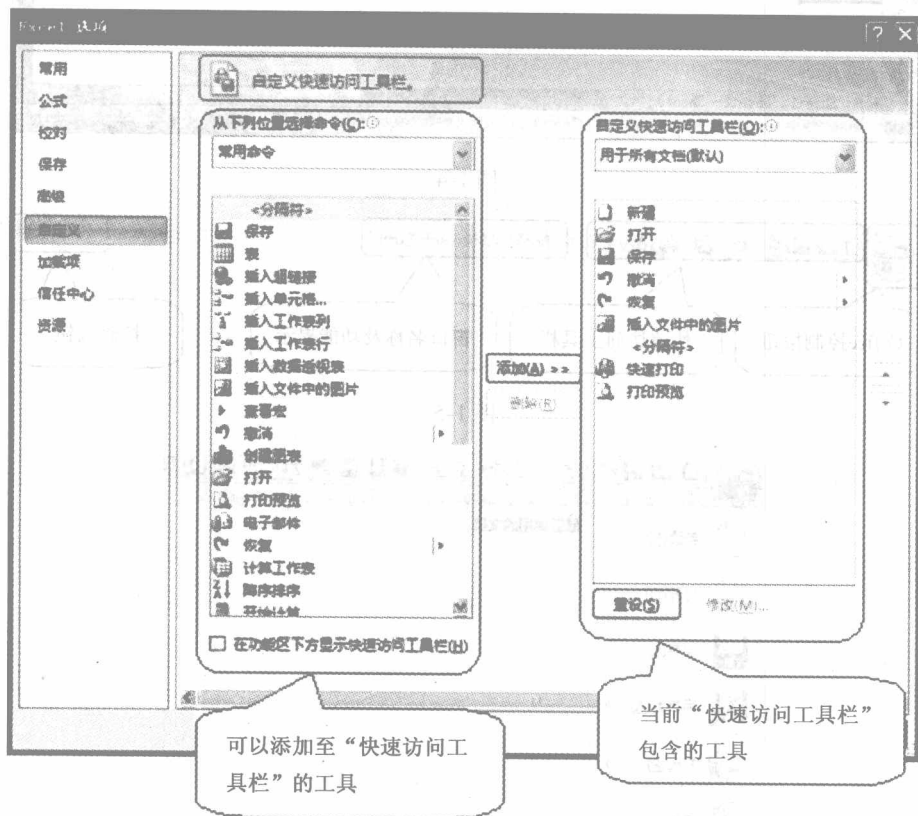 Excel 选项
常用
公式
校对
保存
高级
自定义
加载项
信任中心
资源
自定义快速访问工具栏。
从下列位置选择命令(C):
常用命令
<分隔符>
保存
表
插入超链接
插入单元格...
插入工作表列
插入工作表行
插入数据透视表
插入文件中的图片
查看宏
撤消
创建图表
打开
打印预览
电子邮件
恢复
计算工作表
降序排序
开始计算
在功能区下方显示快速访问工具栏(H)
添加(A) >>
删除(R)
自定义快速访问工具栏(Q):
用于所有文档(默认)
新建
打开
保存
撤消
恢复
插入文件中的图片
<分隔符>
快速打印
打印预览
重设(S)
修改(M)...
可以添加至“快速访问工
具栏”的工具
当前“快速访问工具栏”
包含的工具